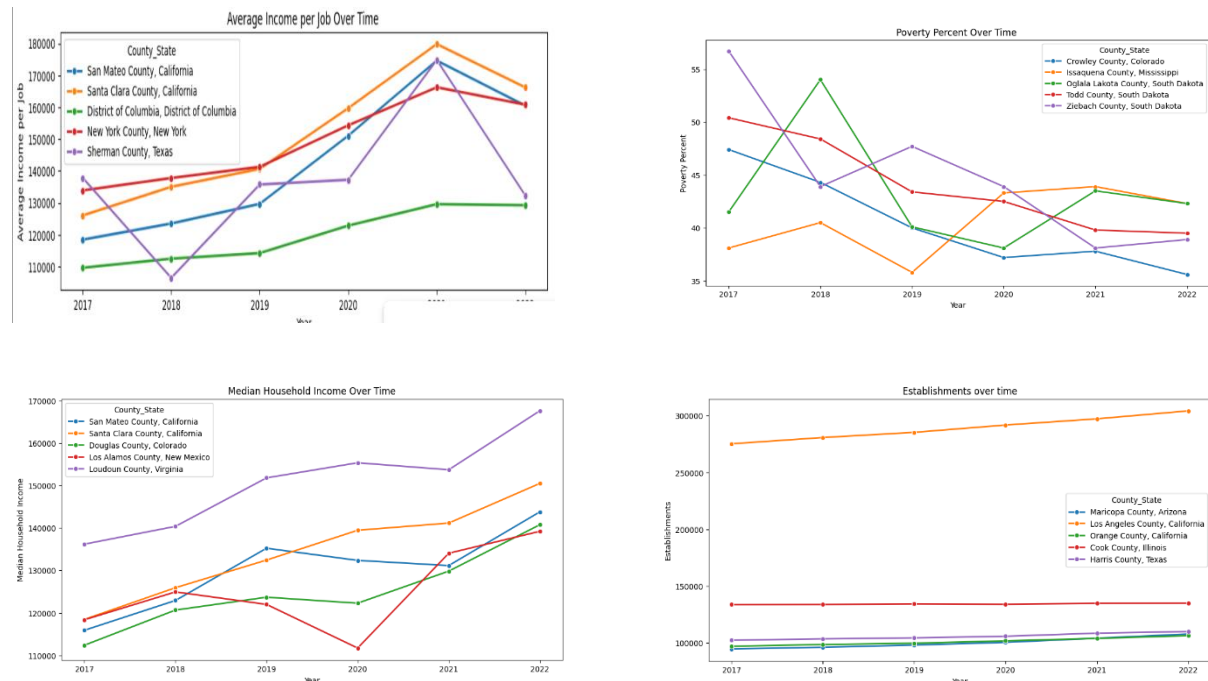 Average Income per Job Over Time
Average Income per Job
180000
170000
160000
150000
140000
130000
120000
110000
County_State
San Mateo County, California
Santa Clara County, California
District of Columbia, District of Columbia
New York County, New York
Sherman County, Texas
2017
2018
2019
2020
Year
Poverty Percent Over Time
Poverty Percent
55
50
45
40
35
County_State
Crowley County, Colorado
Issaquena County, Mississippi
Oglala Lakota County, South Dakota
Todd County, South Dakota
Ziebach County, South Dakota
2017
2018
2019
2020
2021
2022
Year
Median Household Income Over Time
Median Household Income
170000
160000
150000
140000
130000
120000
110000
County_State
San Mateo County, California
Santa Clara County, California
Douglas County, Colorado
Los Alamos County, New Mexico
Loudoun County, Virginia
2017
2018
2019
2020
2021
2022
Year
Establishments over time
Establishments
300000
250000
200000
150000
100000
County_State
Maricopa County, Arizona
Los Angeles County, California
Orange County, California
Cook County, Illinois
Harris County, Texas
2017
2018
2019
2020
2021
2022
Year